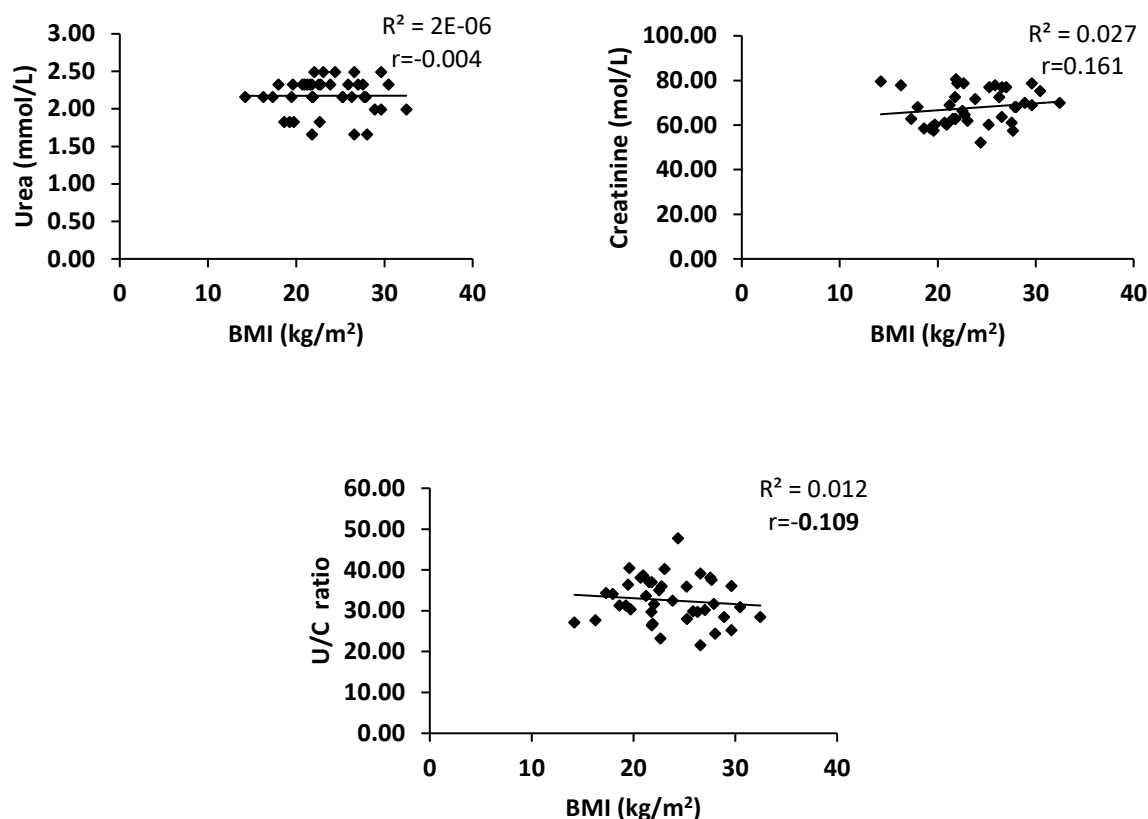 R² = 2E-06
r=-0.004
3.00
2.50
2.00
1.50
1.00
0.50
0.00
Urea (mmol/L)
0 10 20 30 40
BMI (kg/m²)
R² = 0.027
r=0.161
100.00
80.00
60.00
40.00
20.00
0.00
Creatinine (mol/L)
0 10 20 30 40
BMI (kg/m²)
R² = 0.012
r=-0.109
60.00
50.00
40.00
30.00
20.00
10.00
0.00
U/C ratio
0 10 20 30 40
BMI (kg/m²)